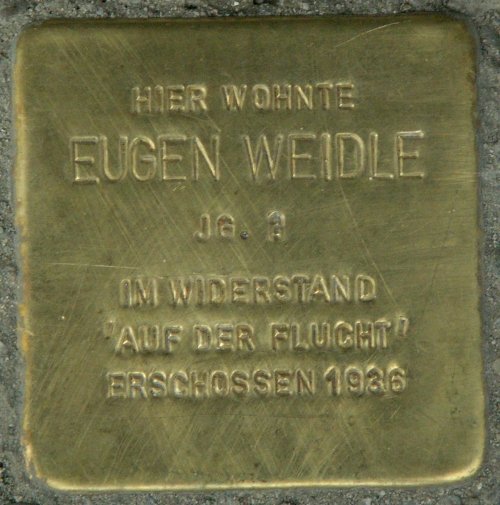 HIER WOHNTE
EUGEN WEIDLE
JG.
IM WIDERSTAND
'AUF DER FLUCHT'
ERSCHOSSEN 1936